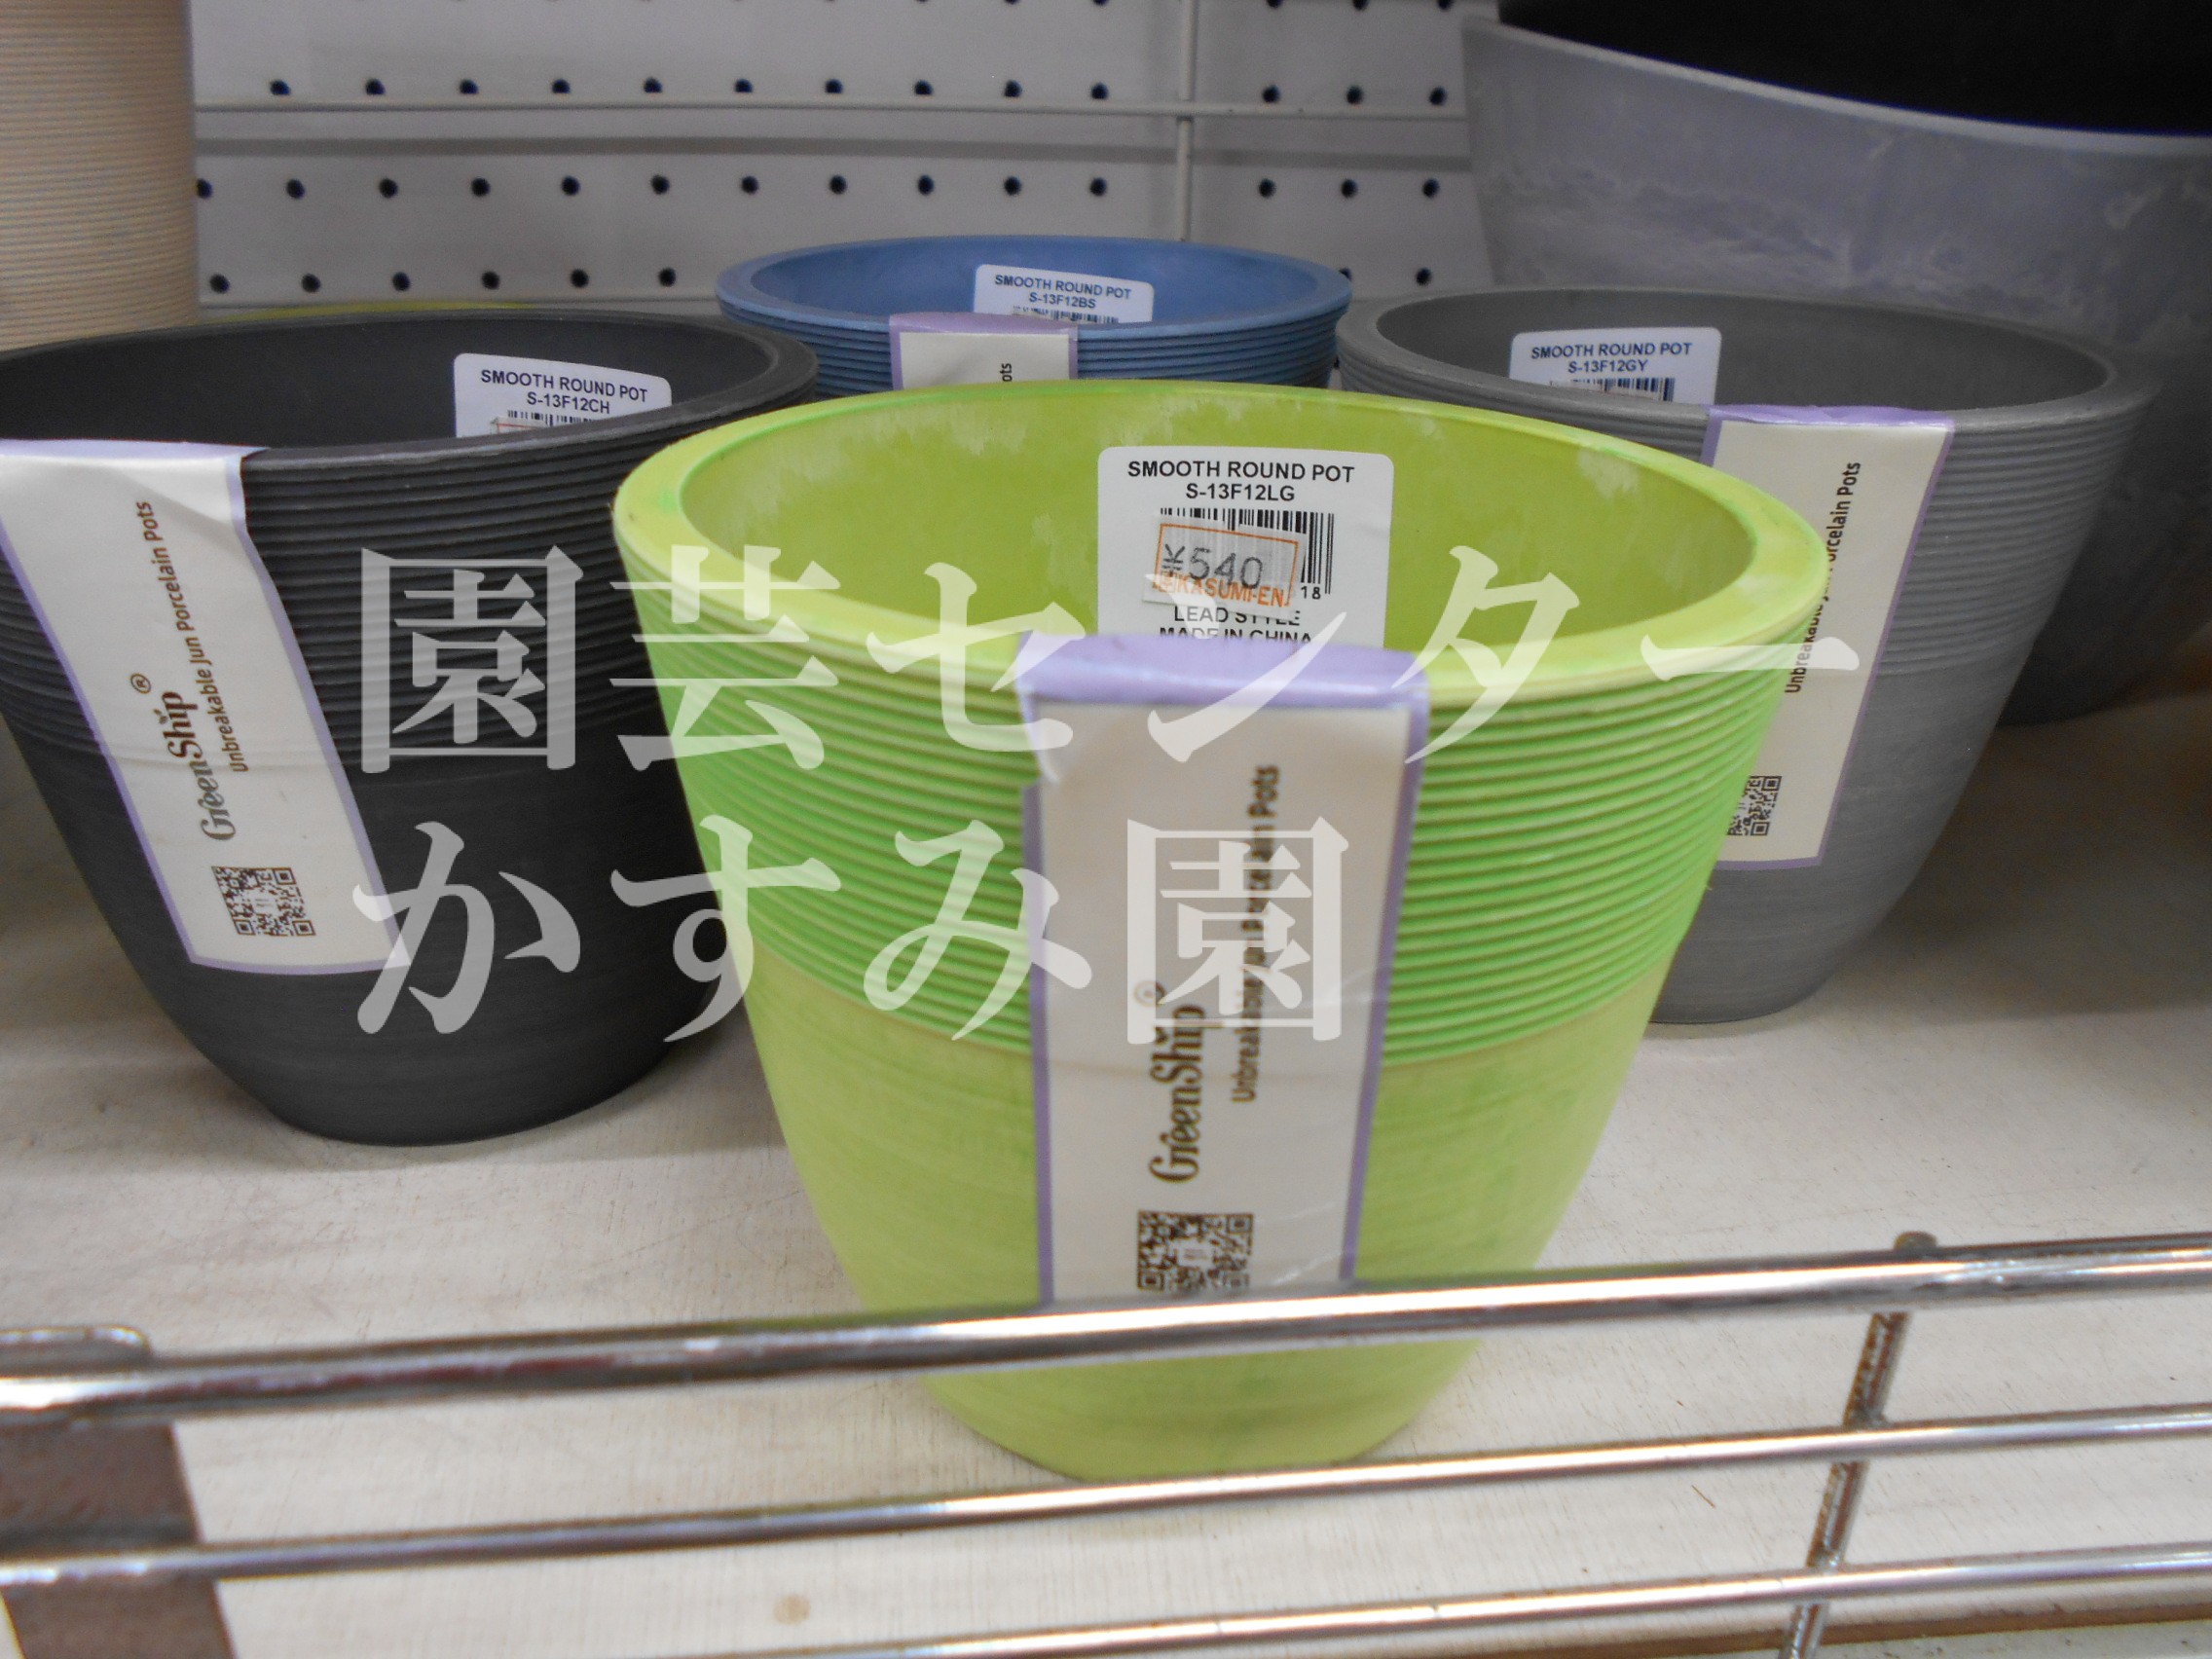 SMOOTH ROUND POT
S-13F12BS
ots
SMOOTH ROUND POT
S-13F12GY
Unbreakable Jun Porcelain Pots
SMOOTH ROUND POT
S-13F12CH
GreenShip®
Unbreakable Jun Porcelain Pots
SMOOTH ROUND POT
S-13F12LG
¥540
KASUMI-EN
18
LEAD STYLE
MADE IN CHINA
GreenShip®
Unbreakable Jun Porcelain Pots
園芸センター
かすみ園